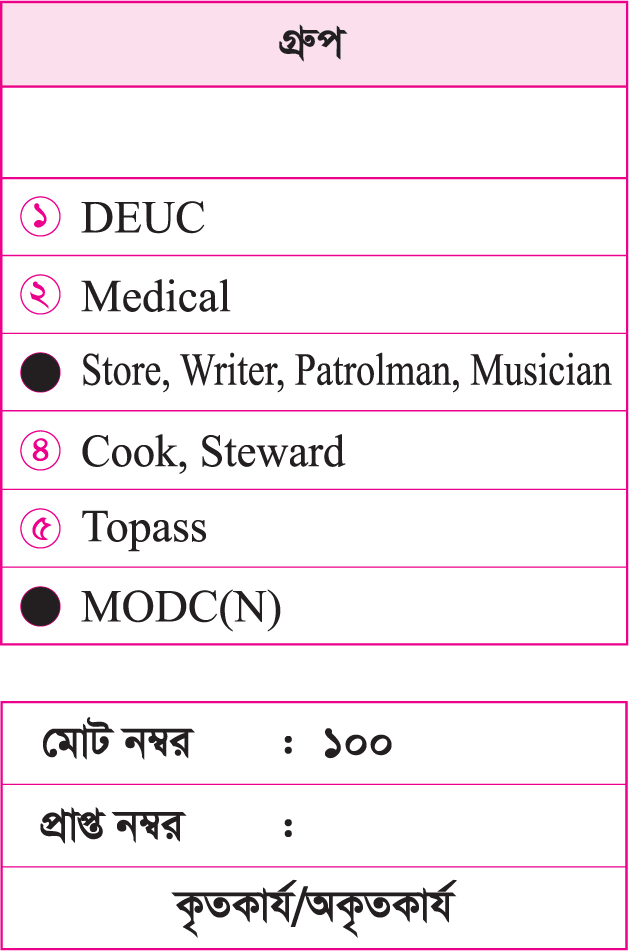 গ্রুপ
১ DEUC
২ Medical
Store, Writer, Patrolman, Musician
৪ Cook, Steward
৫ Topass
MODC(N)
মোট নম্বর : ১০০
প্রাপ্ত নম্বর :
কৃতকার্য/অকৃতকার্য